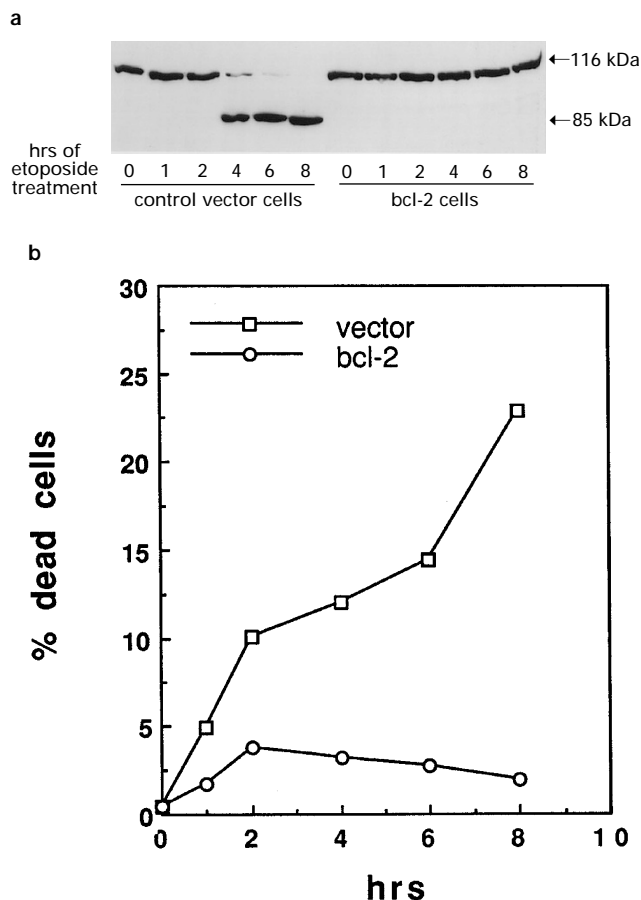 a
116 kDa
85 kDa
hrs of
etoposide
treatment
0 1 2 4 6 8 0 1 2 4 6 8
control vector cells bcl-2 cells
b
30
25
20
15
10
5
0
% dead cells
vector
bcl-2
0 2 4 6 8 10
hrs